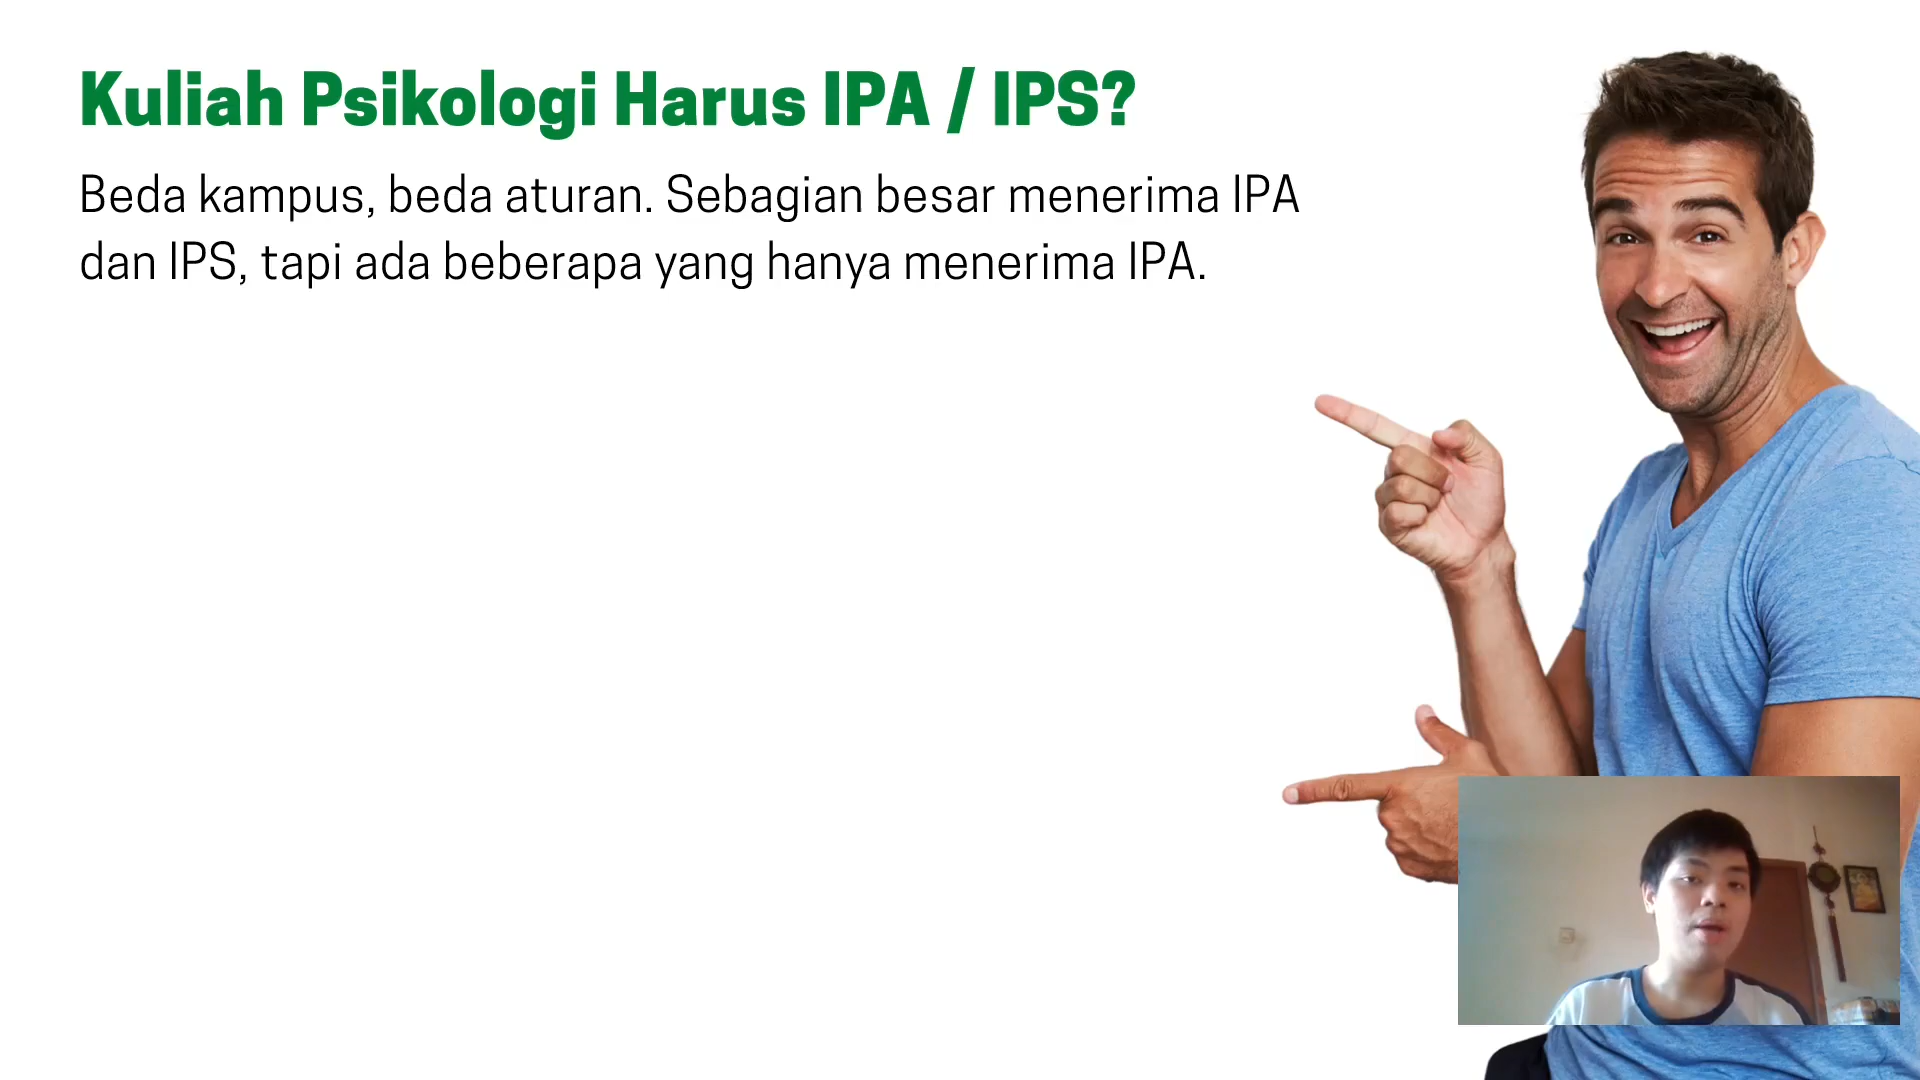 Kuliah Psikologi Harus IPA / IPS?
Beda kampus, beda aturan. Sebagian besar menerima IPA
dan IPS, tapi ada beberapa yang hanya menerima IPA.